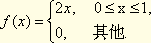 f(x)={2x, 0≤x≤1,
0, 其他.